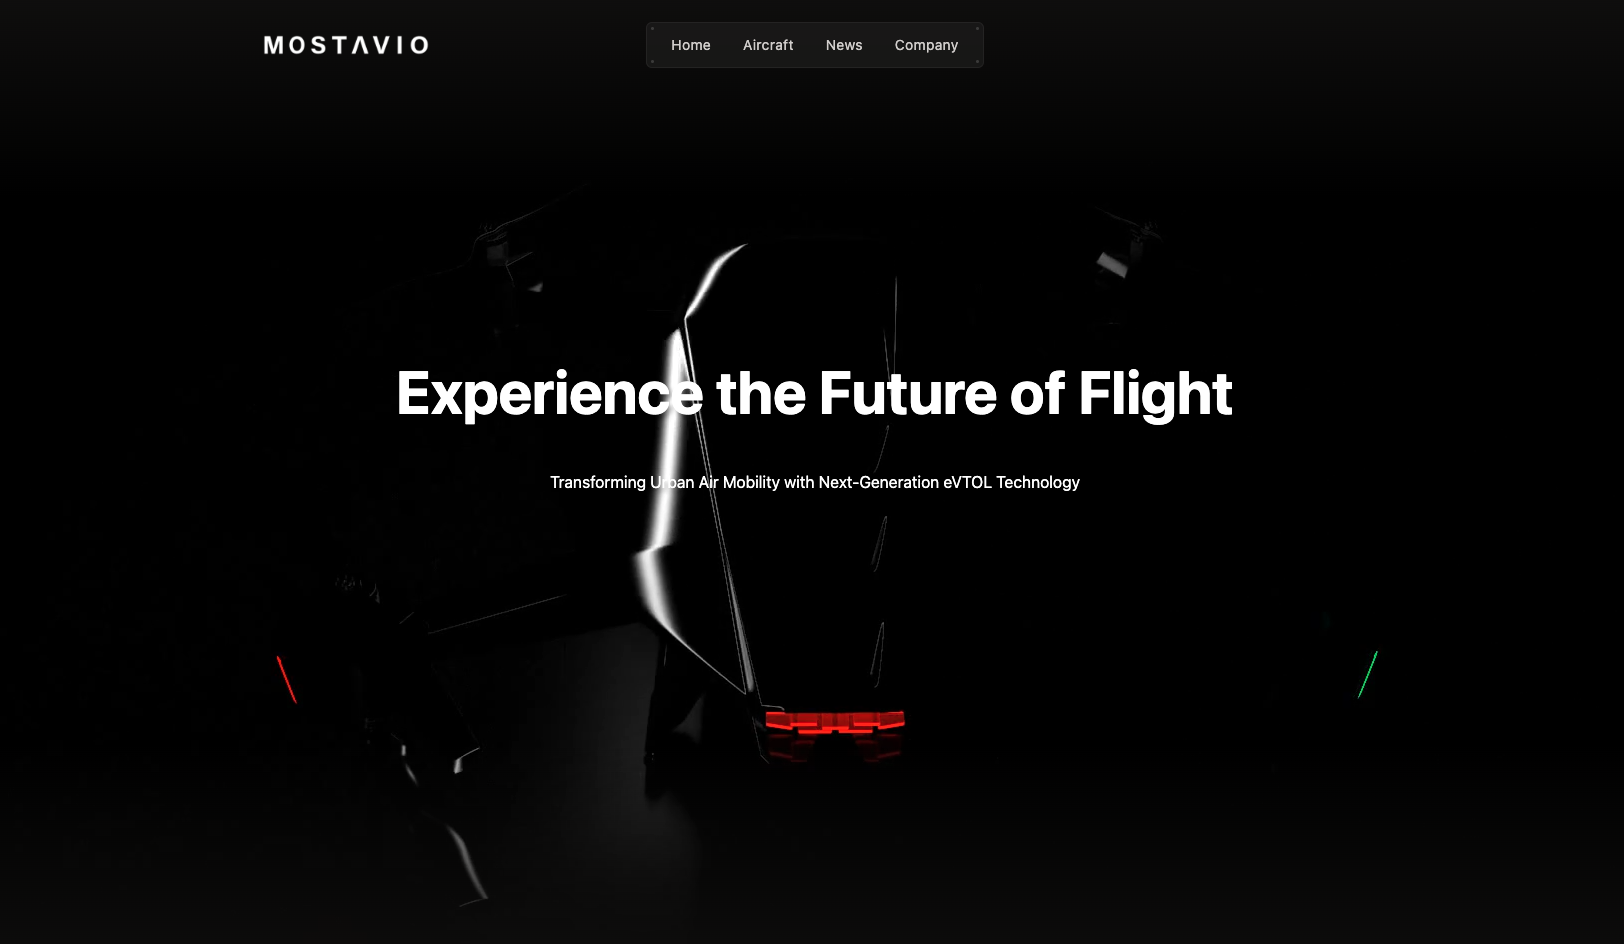 MOSTAVIO
Home Aircraft News Company
Experience the Future of Flight
Transforming Urban Air Mobility with Next-Generation eVTOL Technology